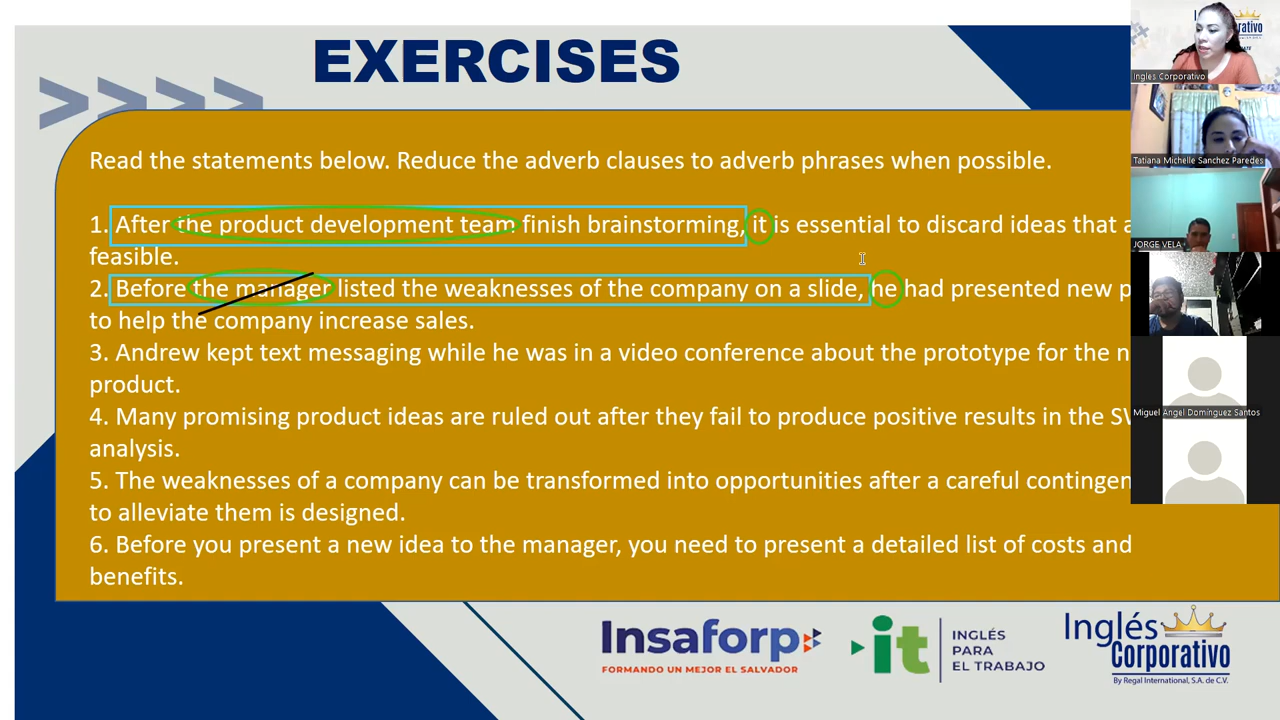 EXERCISES
Read the statements below. Reduce the adverb clauses to adverb phrases when possible.
1. After the product development team finish brainstorming, it is essential to discard ideas that
feasible.
2. Before the manager listed the weaknesses of the company on a slide, he had presented new
to help the company increase sales.
3. Andrew kept text messaging while he was in a video conference about the prototype for the
product.
4. Many promising product ideas are ruled out after they fail to produce positive results in the
analysis.
5. The weaknesses of a company can be transformed into opportunities after a careful
to alleviate them is designed.
6. Before you present a new idea to the manager, you need to present a detailed list of costs and
benefits.
Insaforp
FORMANDO UN MEJOR EL SALVADOR
it
INGLÉS
PARA
EL TRABAJO
Inglés
Corporativo
By Regal International, S.A. de C.V.
Ingles Corporativo
Tatiana Michelle Sanchez Paredes
JORGE VELA
Miguel Angel Domínguez Santos